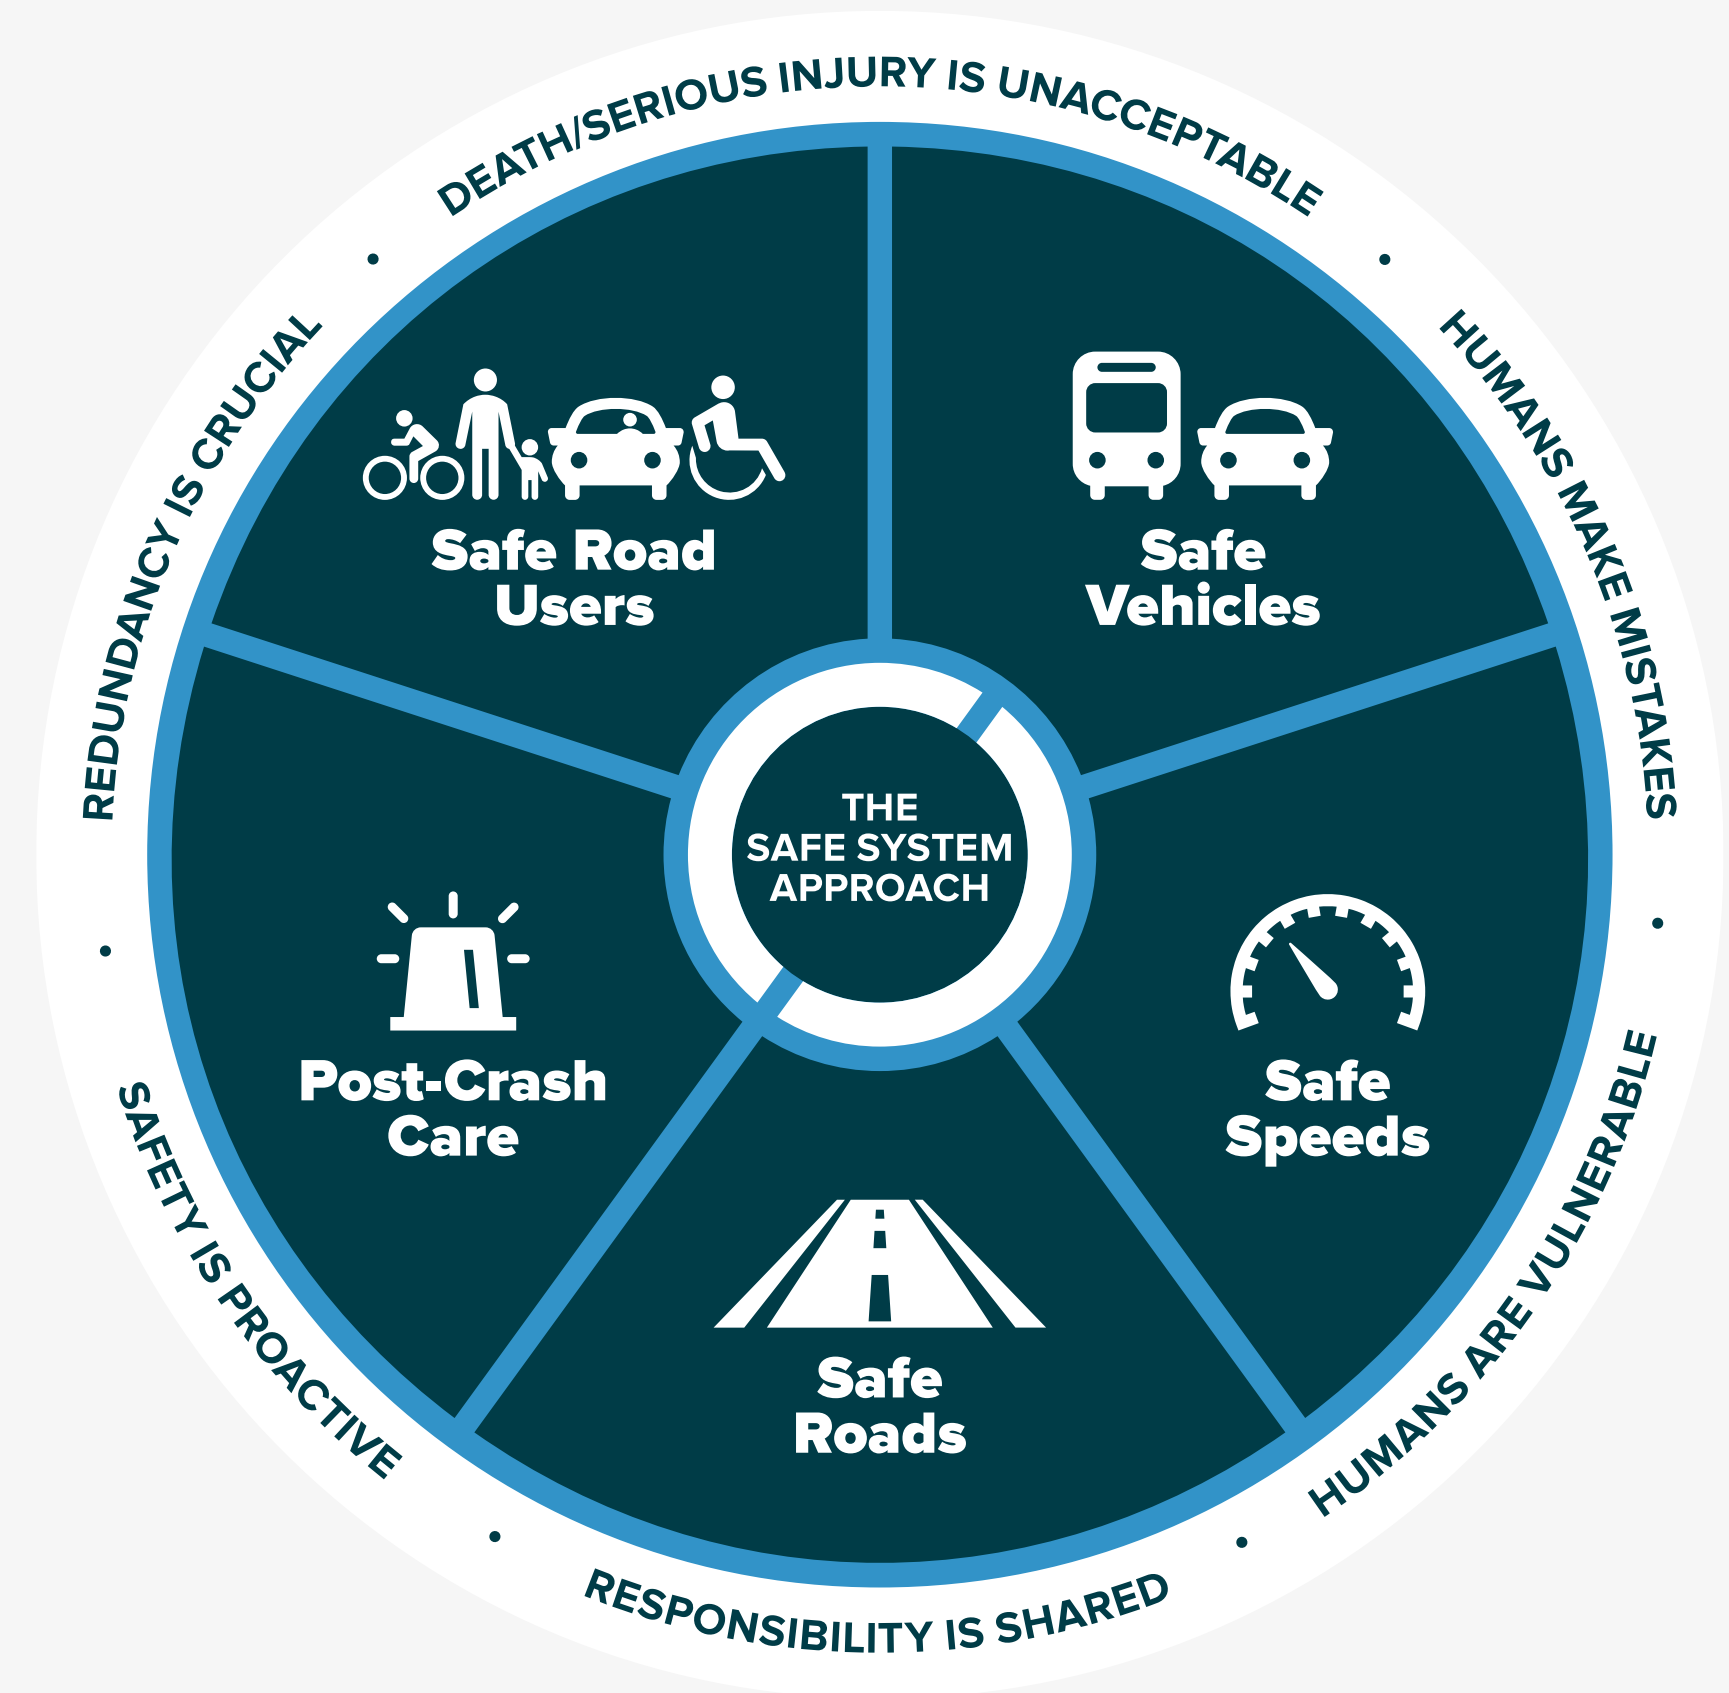 DEATH/SERIOUS INJURY IS UNACCEPTABLE
HUMANS MAKE MISTAKES
HUMANS ARE VULNERABLE
RESPONSIBILITY IS SHARED
SAFETY IS PROACTIVE
REDUNDANCY IS CRUCIAL
Safe Road
Users
Safe
Vehicles
THE
SAFE SYSTEM
APPROACH
Post-Crash
Care
Safe
Speeds
Safe
Roads